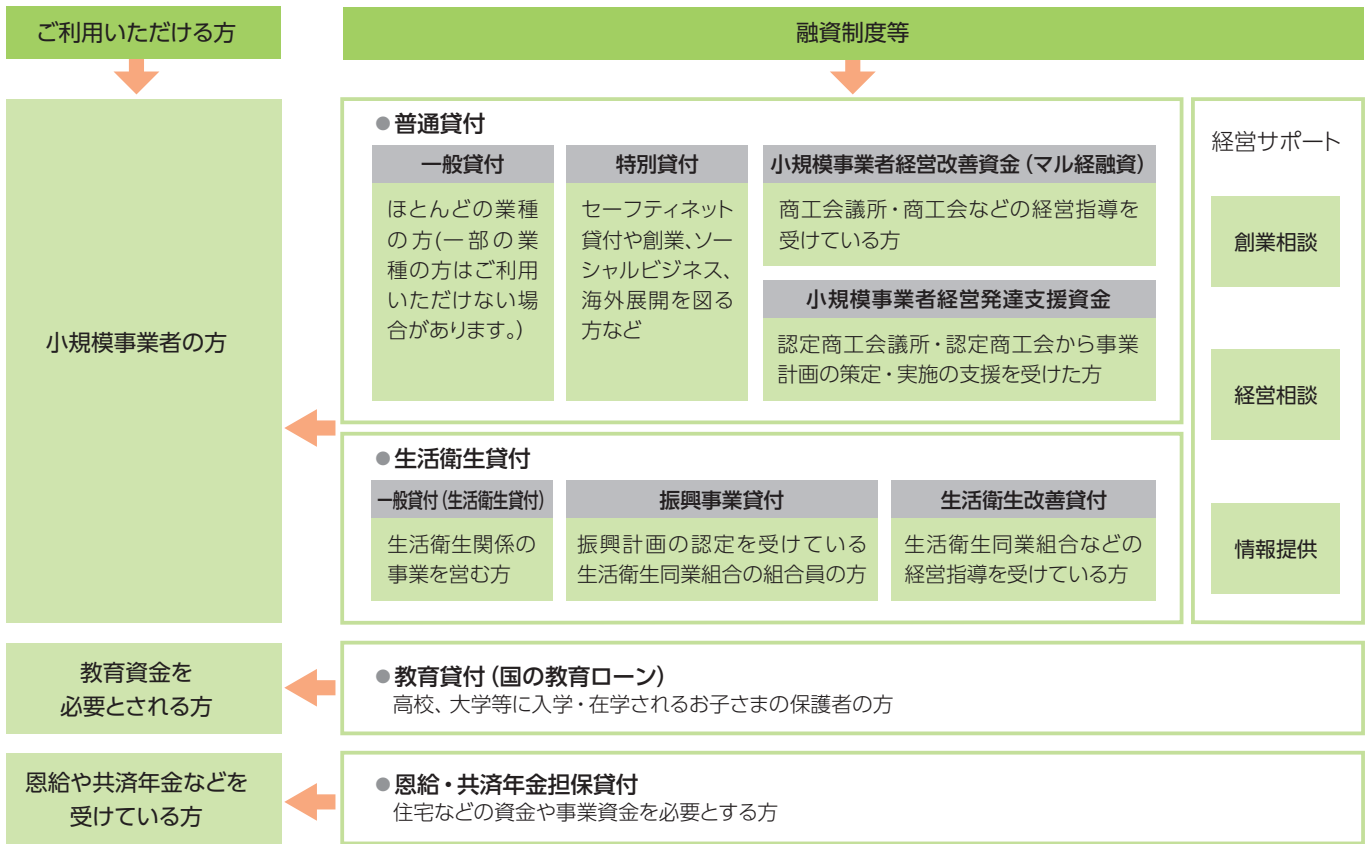 ご利用いただける方
融資制度等
小規模事業者の方
●普通貸付
一般貸付
ほとんどの業種
の方(一部の業
種の方はご利用
いただけない場
合があります。)
特別貸付
セーフティネット
貸付や創業、ソー
シャルビジネス、
海外展開を図る
方など
小規模事業者経営改善資金(マル経融資)
商工会議所・商工会などの経営指導を
受けている方
小規模事業者経営発達支援資金
認定商工会議所・認定商工会から事業
計画の策定・実施の支援を受けた方
●生活衛生貸付
一般貸付(生活衛生貸付)
生活衛生関係の
事業を営む方
振興事業貸付
振興計画の認定を受けている
生活衛生同業組合の組合員の方
生活衛生改善貸付
生活衛生同業組合などの
経営指導を受けている方
経営サポート
創業相談
経営相談
情報提供
教育資金を
必要とされる方
●教育貸付(国の教育ローン)
高校、大学等に入学・在学されるお子さまの保護者の方
恩給や共済年金などを
受けている方
●恩給・共済年金担保貸付
住宅などの資金や事業資金を必要とする方